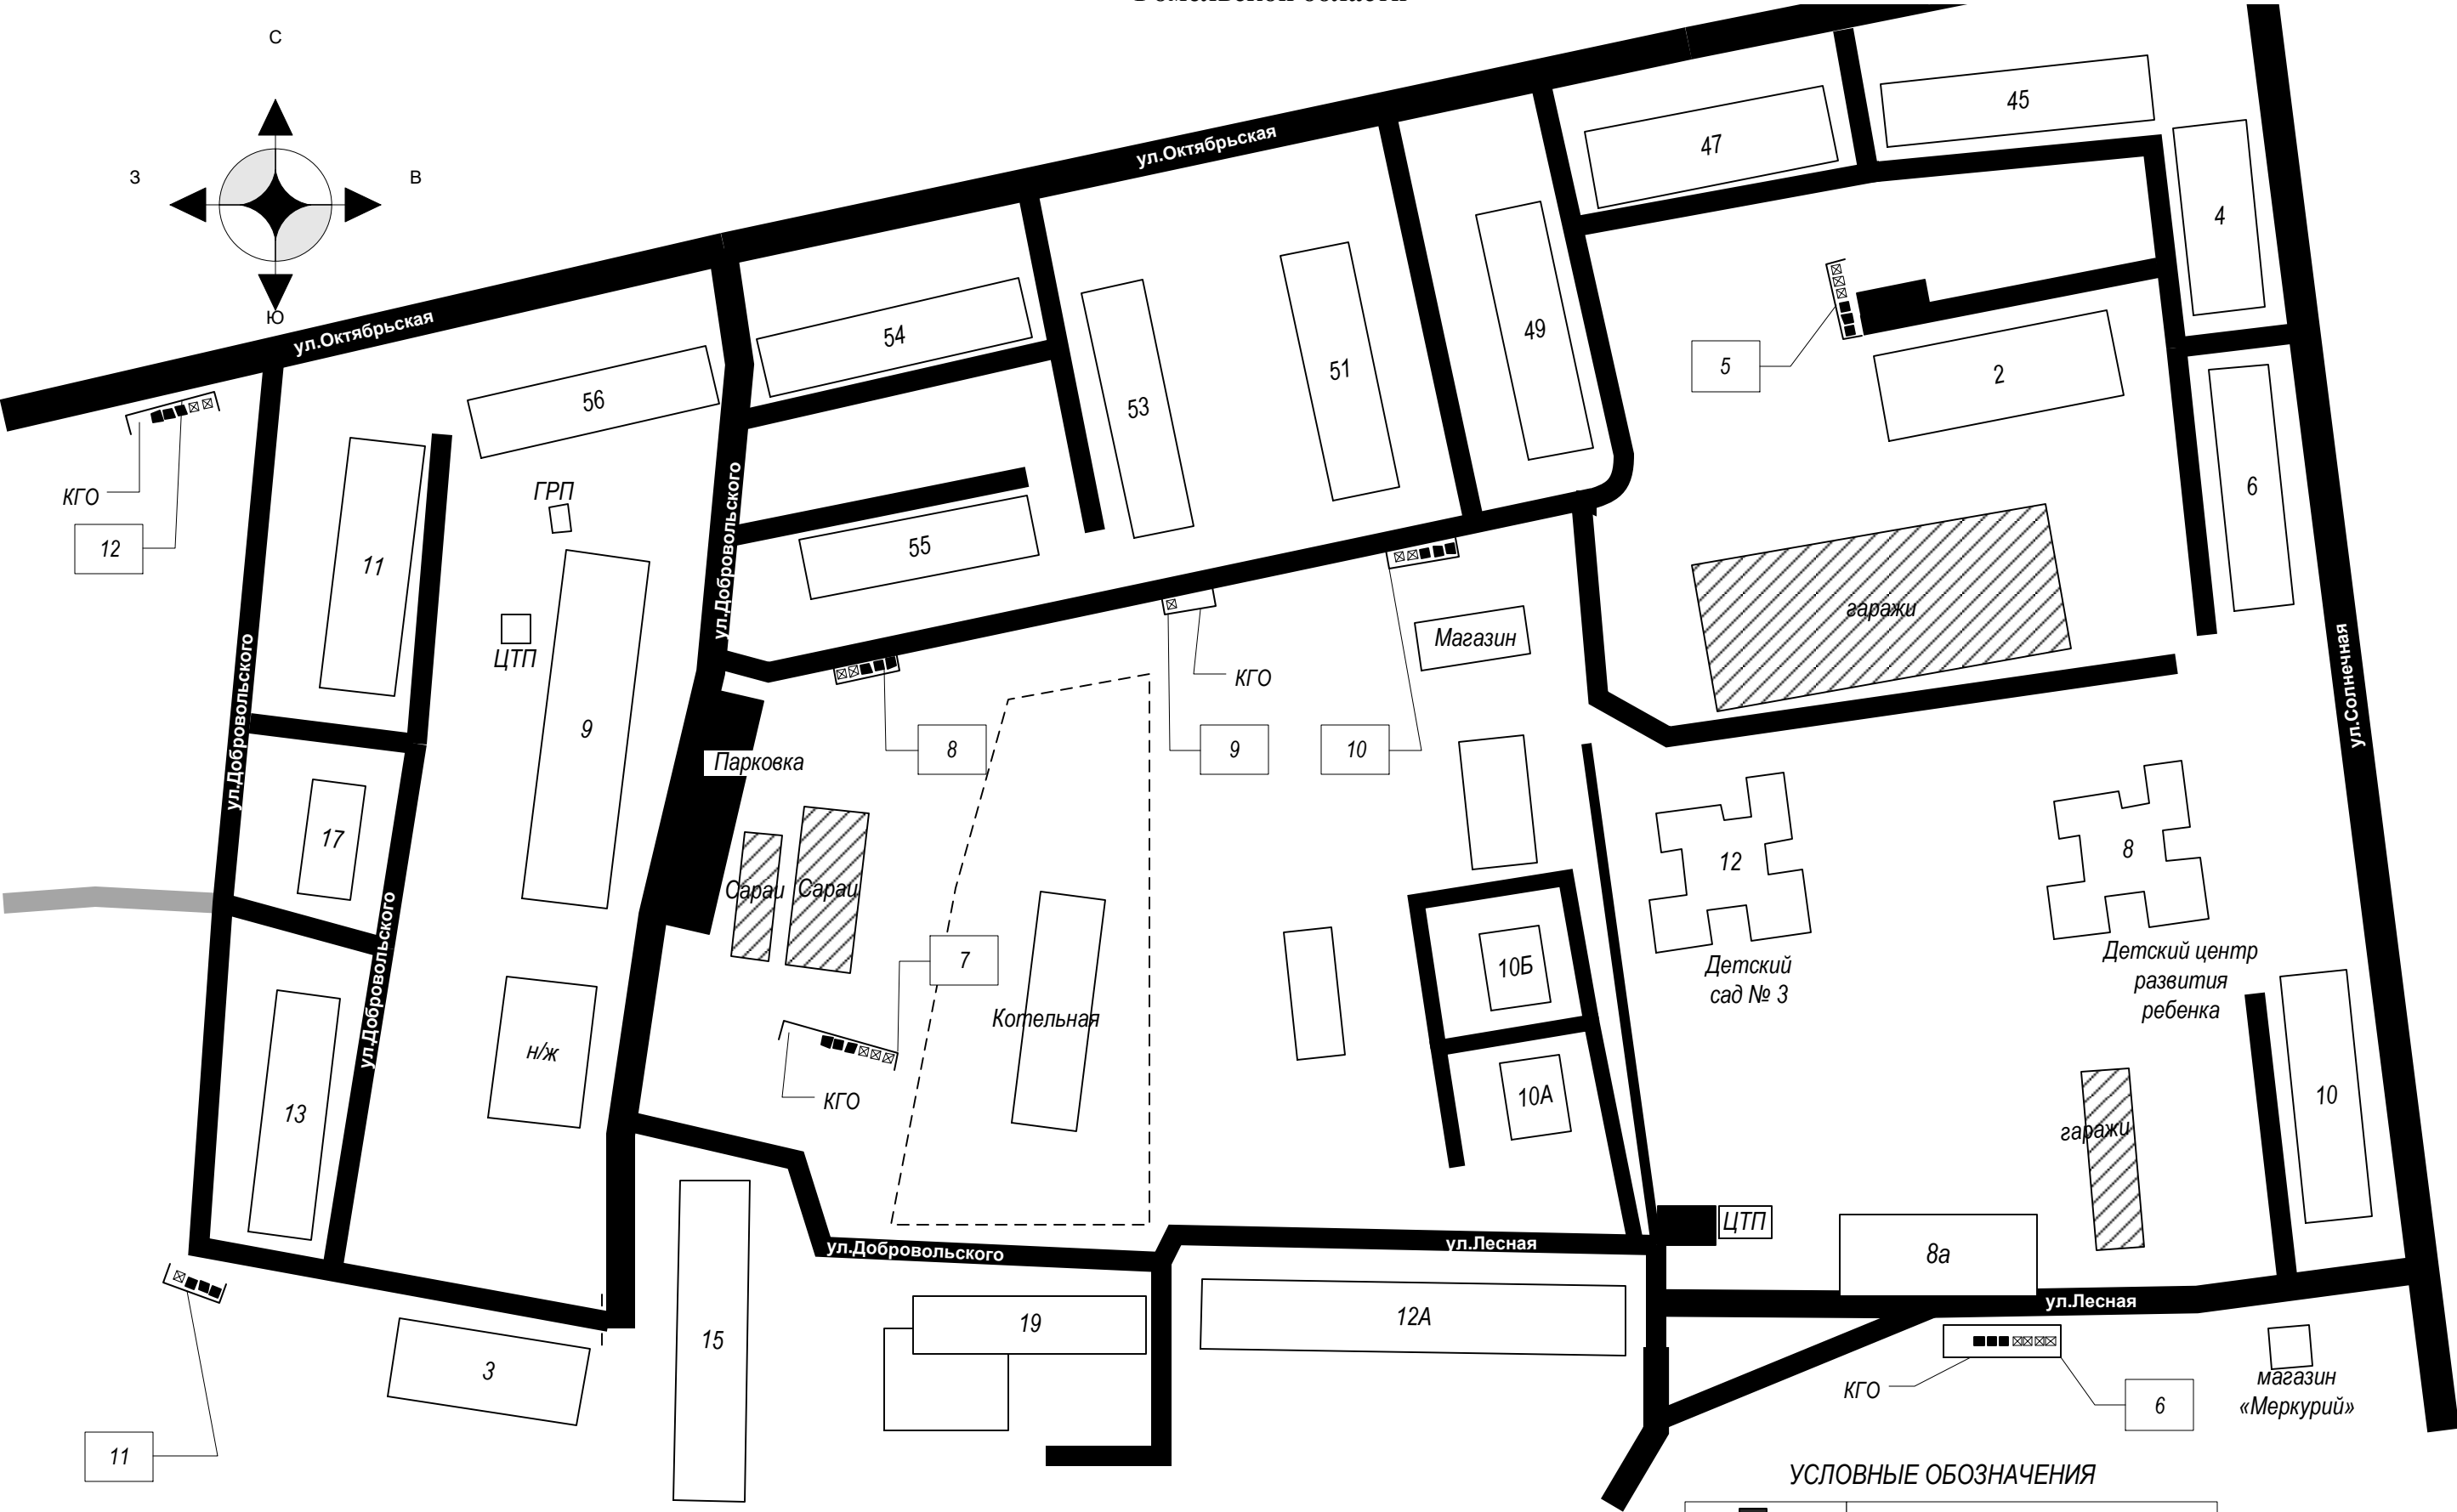 Гомельской области
С
З
В
Ю
ул.Октябрьская
ул.Октябрьская
47
45
4
54
56
53
51
49
5
2
6
КГО
12
11
ГРП
ЦТП
9
55
ул.Добровольского
ул.Добровольского
ул.Добровольского
гаражи
Магазин
КГО
8
9
10
Парковка
ул.Солнечная
17
Сараи
Сараи
7
Котельная
КГО
10Б
10А
12
Детский
сад № 3
8
Детский центр
развития
ребенка
13
н/ж
10
гаражи
ЦТП
8а
ул.Добровольского
ул.Лесная
ул.Лесная
3
15
19
12А
11
КГО
6
магазин
«Меркурий»
УСЛОВНЫЕ ОБОЗНАЧЕНИЯ